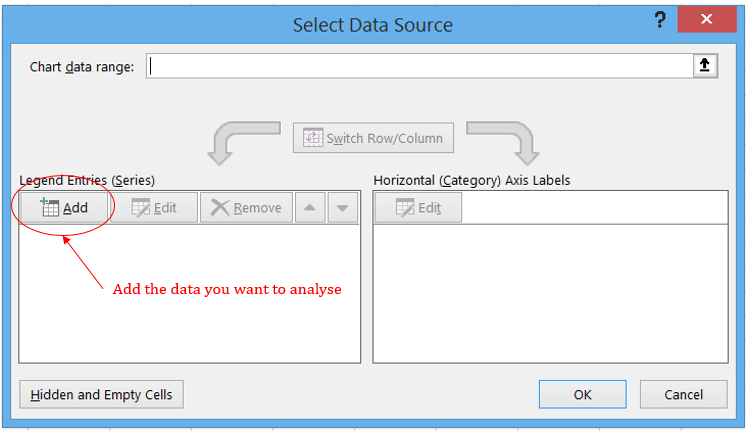 Select Data Source
?
Chart data range:
Switch Row/Column
Legend Entries (Series)
Horizontal (Category) Axis Labels
Add
Edit
Remove
Edit
Add the data you want to analyse
Hidden and Empty Cells
OK
Cancel